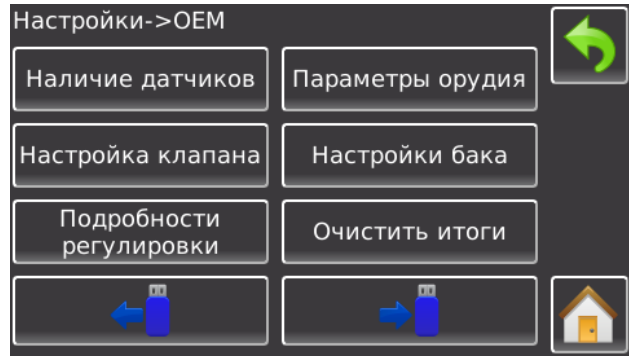 Настройки->OEM
Наличие датчиков
Параметры орудия
Настройка клапана
Настройки бака
Подробности
регулировки
Очистить итоги